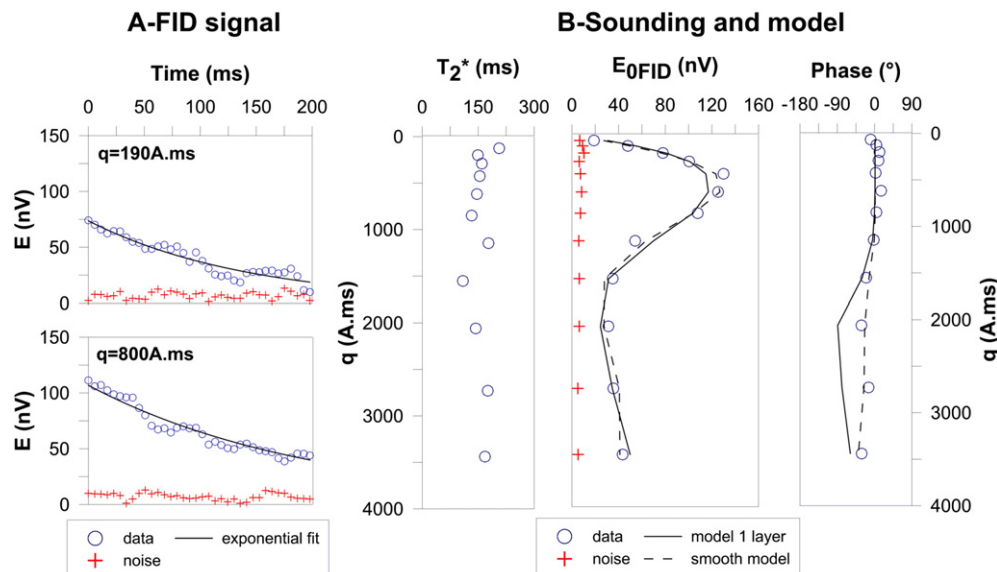 A-FID signal
B-Sounding and model
Time (ms)
0 50 100 150 200
150
100
50
0
E (nV)
q=190A.ms
150
100
50
0
E (nV)
q=800A.ms
data
exponential fit
noise
T2* (ms)
0 150 300
0
1000
2000
3000
4000
q (A.ms)
E0FID (nV)
0 40 80 120 160
Phase (°)
-180 -90 0 90
0
1000
2000
3000
4000
q (A.ms)
data
model 1 layer
noise
smooth model